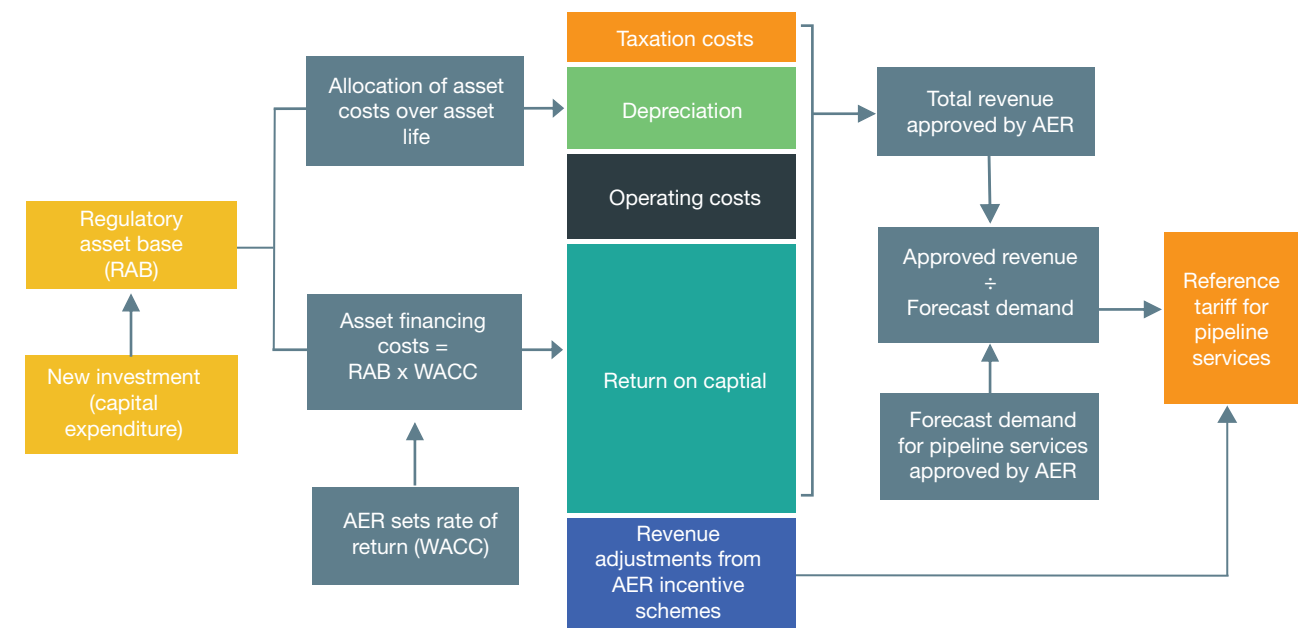 Taxation costs
Allocation of asset
costs over asset
life
Depreciation
Total revenue
approved by AER
Operating costs
Regulatory
asset base
(RAB)
Approved revenue
÷
Forecast demand
Reference
tariff for
pipeline
services
Asset financing
costs =
RAB x WACC
Return on captial
New investment
(capital
expenditure)
Forecast demand
for pipeline services
approved by AER
AER sets rate of
return (WACC)
Revenue
adjustments from
AER incentive
schemes